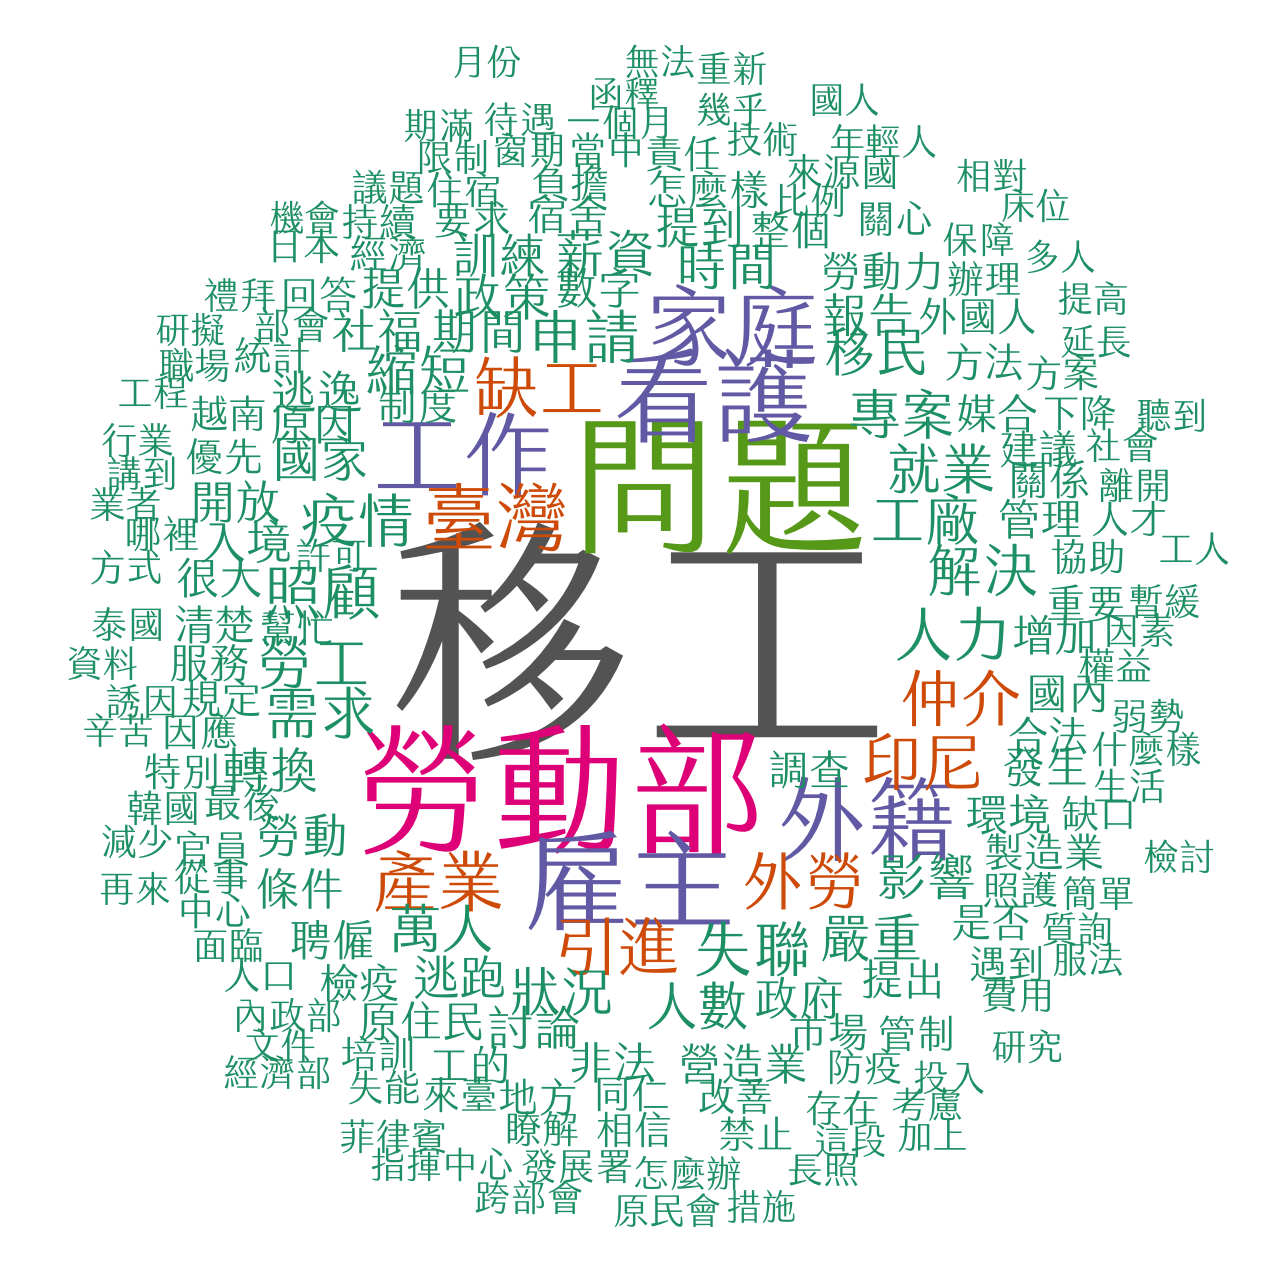 月份 無法 重新
函釋 幾乎 國人
期滿 待遇 一個月 技術 年輕人
限制 窗期 當中 責任 來源國 相對
議題 住宿 負擔 怎麼樣 比例 床位
機會 持續 要求 宿舍 提到 整個 關心 保障
日本 經濟 訓練 薪資 時間 勞動力 辦理 多人
禮拜 回答 提供 政策 數字 家庭 報告 外國人 提高
研擬 部會 社福 期間 申請 移民 延長
職場 統計 縮短 缺工 看護 方法 方案
工程 越南 逃逸 原因 制度 專案 媒合 下降 聽到
行業 優先 國家 工作 問題 就業 建議 社會
講到 關係 離開
業者 開放 疫情 臺灣 工廠 管理 人才
哪裡 人境 許可 協助 工人
方式 很大 照顧 移工 解決 重要 暫緩
泰國 清楚 幫忙 人力 增加 因素
資料 服務 勞工 權益
誘因 規定 需求 仲介 國內 弱勢
辛苦 因應 合法 什麼樣
特別 轉換 勞動部 調查 印尼 發生 生活
韓國 最後 外籍 環境 缺口
減少 官員 勞動 製造業 檢討
再來 從事 條件 產業 雇主 外勞 影響 照護 簡單
中心 萬人 是否 質詢
面臨 聘僱 引進 失聯 嚴重 遇到 服法
人口 檢疫 逃跑 狀況 提出 費用
內政部 原住民 討論 人數 政府
文件 培訓 工的 非法 營造業 市場 管制 研究
經濟部 失能 來臺 地方 同仁 改善 防疫 投入
存在 考慮
菲律賓 瞭解 相信 禁止 這段 加上
指揮中心 發展署 怎麼辦 長照
跨部會 原民會 措施